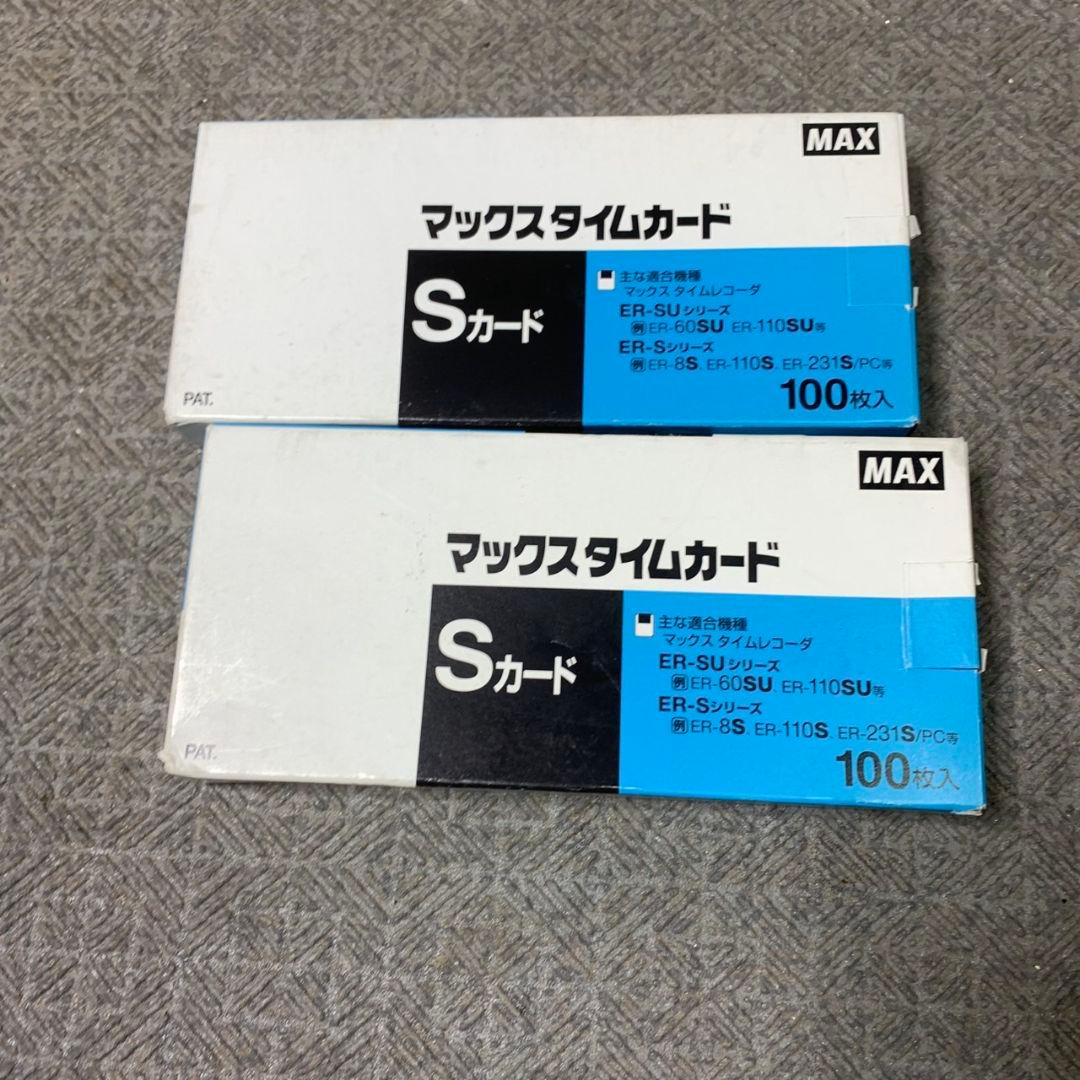 MAX
マックスタイムカード
Sカード
主な適合機種
マックス タイムレコーダ
ER-SUシリーズ
例 ER-60SU、ER-110SU等
ER-Sシリーズ
例 ER-8S、ER-110S、ER-231S/PC等
100枚入
PAT.
MAX
マックスタイムカード
Sカード
主な適合機種
マックス タイムレコーダ
ER-SUシリーズ
例 ER-60SU、ER-110SU等
ER-Sシリーズ
例 ER-8S、ER-110S、ER-231S/PC等
100枚入
PAT.